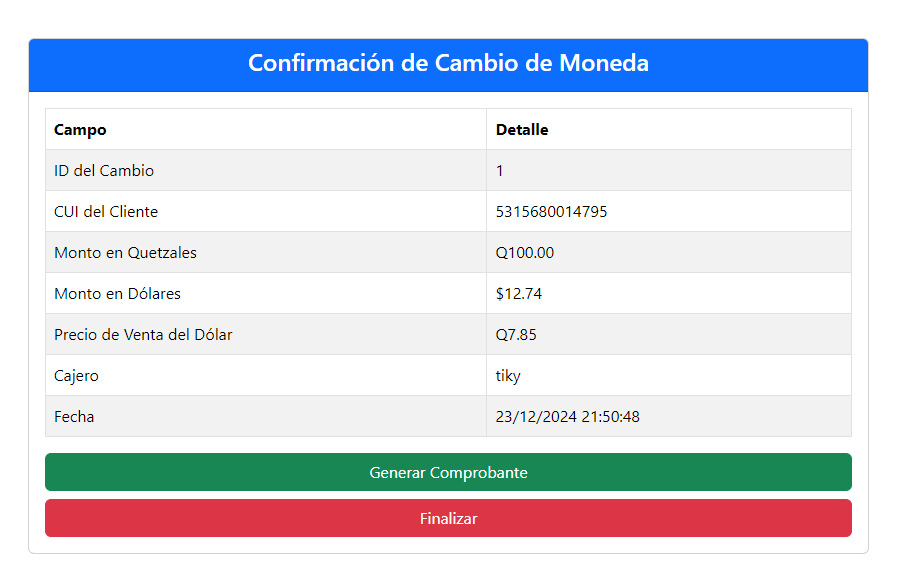 Confirmación de Cambio de Moneda
Campo Detalle
ID del Cambio 1
CUI del Cliente 5315680014795
Monto en Quetzales Q100.00
Monto en Dólares $12.74
Precio de Venta del Dólar Q7.85
Cajero tiky
Fecha 23/12/2024 21:50:48
Generar Comprobante
Finalizar